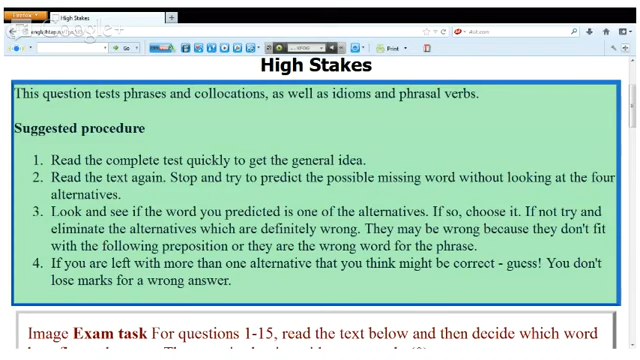 High Stakes
Google+
Go
Print
High Stakes
This question tests phrases and collocations, as well as idioms and phrasal verbs.
Suggested procedure
1. Read the complete test quickly to get the general idea.
2. Read the text again. Stop and try to predict the possible missing word without looking at the four
alternatives.
3. Look and see if the word you predicted is one of the alternatives. If so, choose it. If not try and
eliminate the alternatives which are definitely wrong. They may be wrong because they don't fit
with the following preposition or they are the wrong word for the phrase.
4. If you are left with more than one alternative that you think might be correct - guess! You don't
lose marks for a wrong answer.
Image Exam task For questions 1-15, read the text below and then decide which word